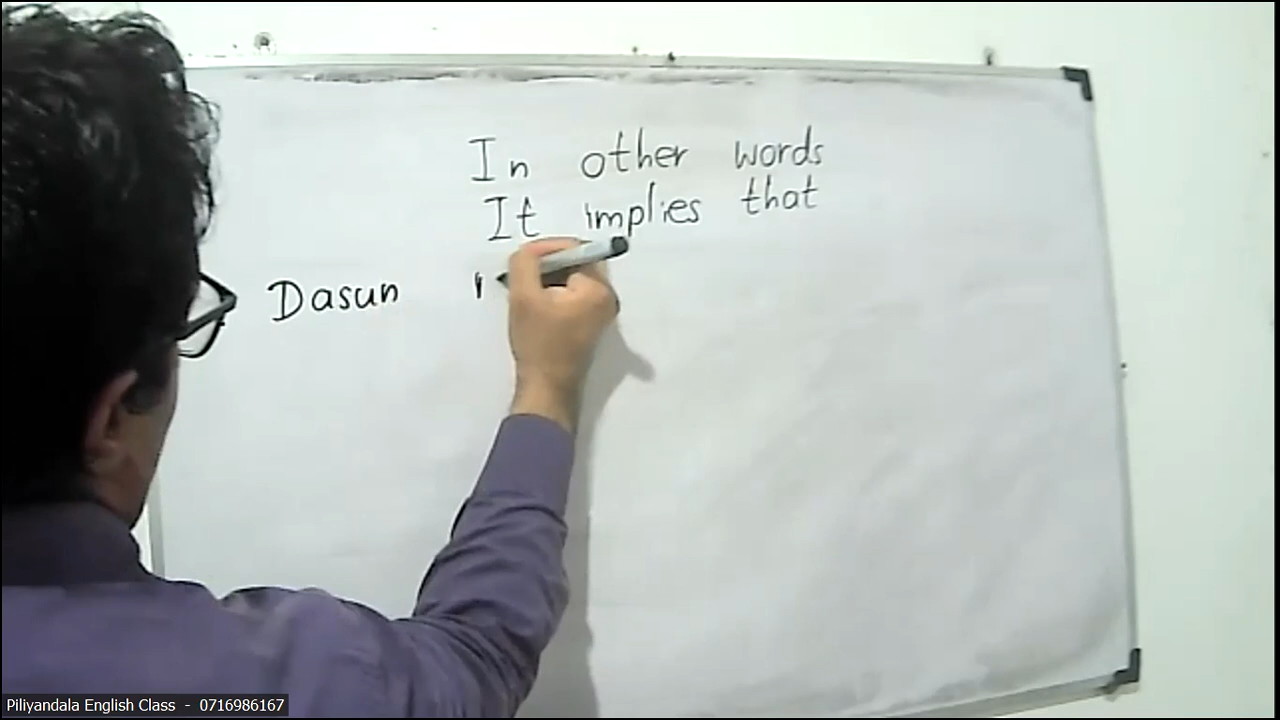 In other words
It implies that
Dasun
Piliyandala English Class - 0716986167